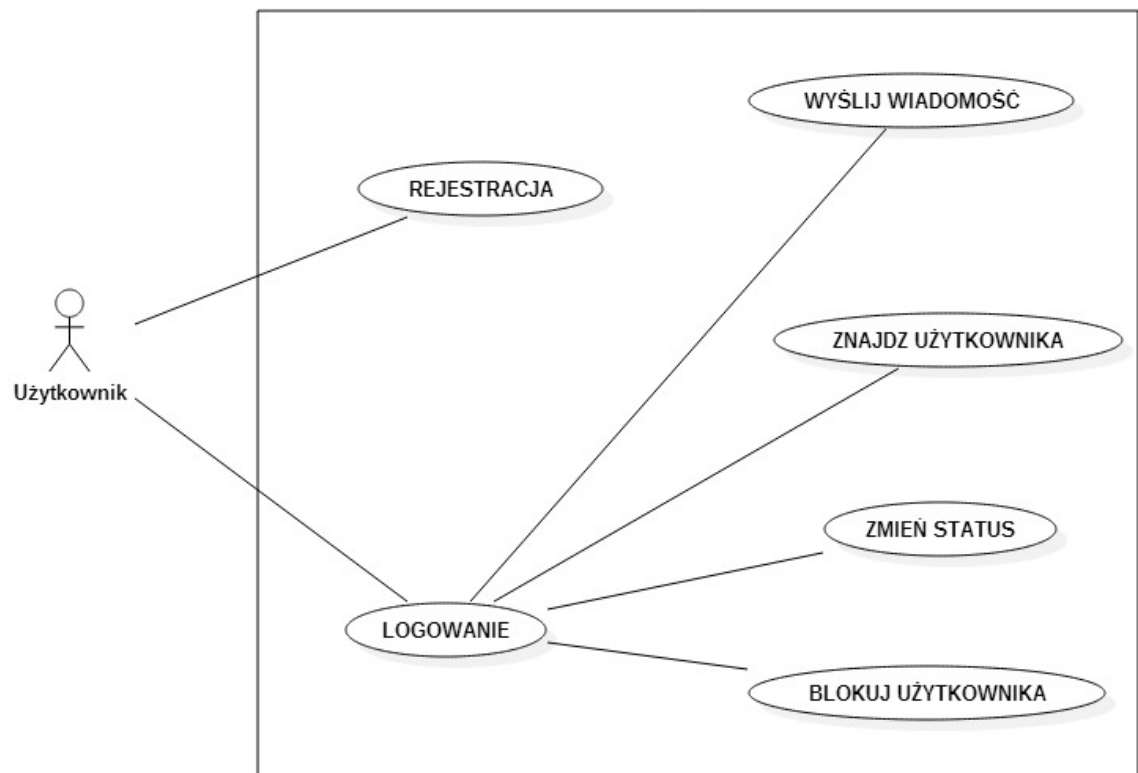 WYŚLIJ WIADOMOŚĆ
REJESTRACJA
ZNAJDZ UŻYTKOWNIKA
Użytkownik
ZMIEŃ STATUS
LOGOWANIE
BLOKUJ UŻYTKOWNIKA